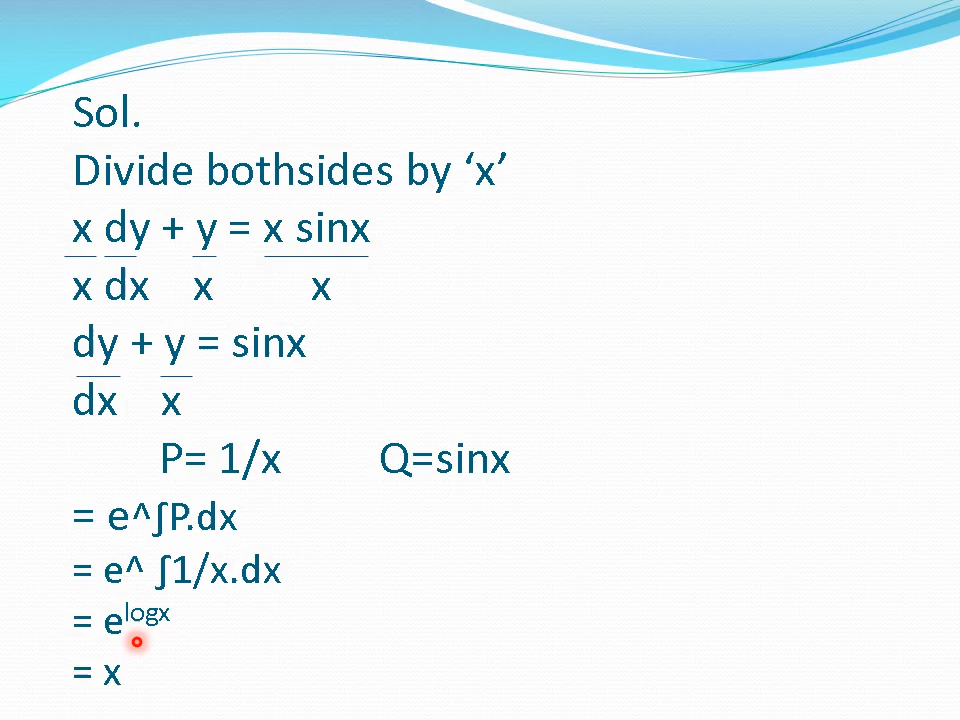 Sol.
Divide bothsides by ‘x’
x dy + y = x sinx
x dx x x
dy + y = sinx
dx x
P= 1/x Q=sinx
= e^∫P.dx
= e^ ∫1/x.dx
= e^logx
= x